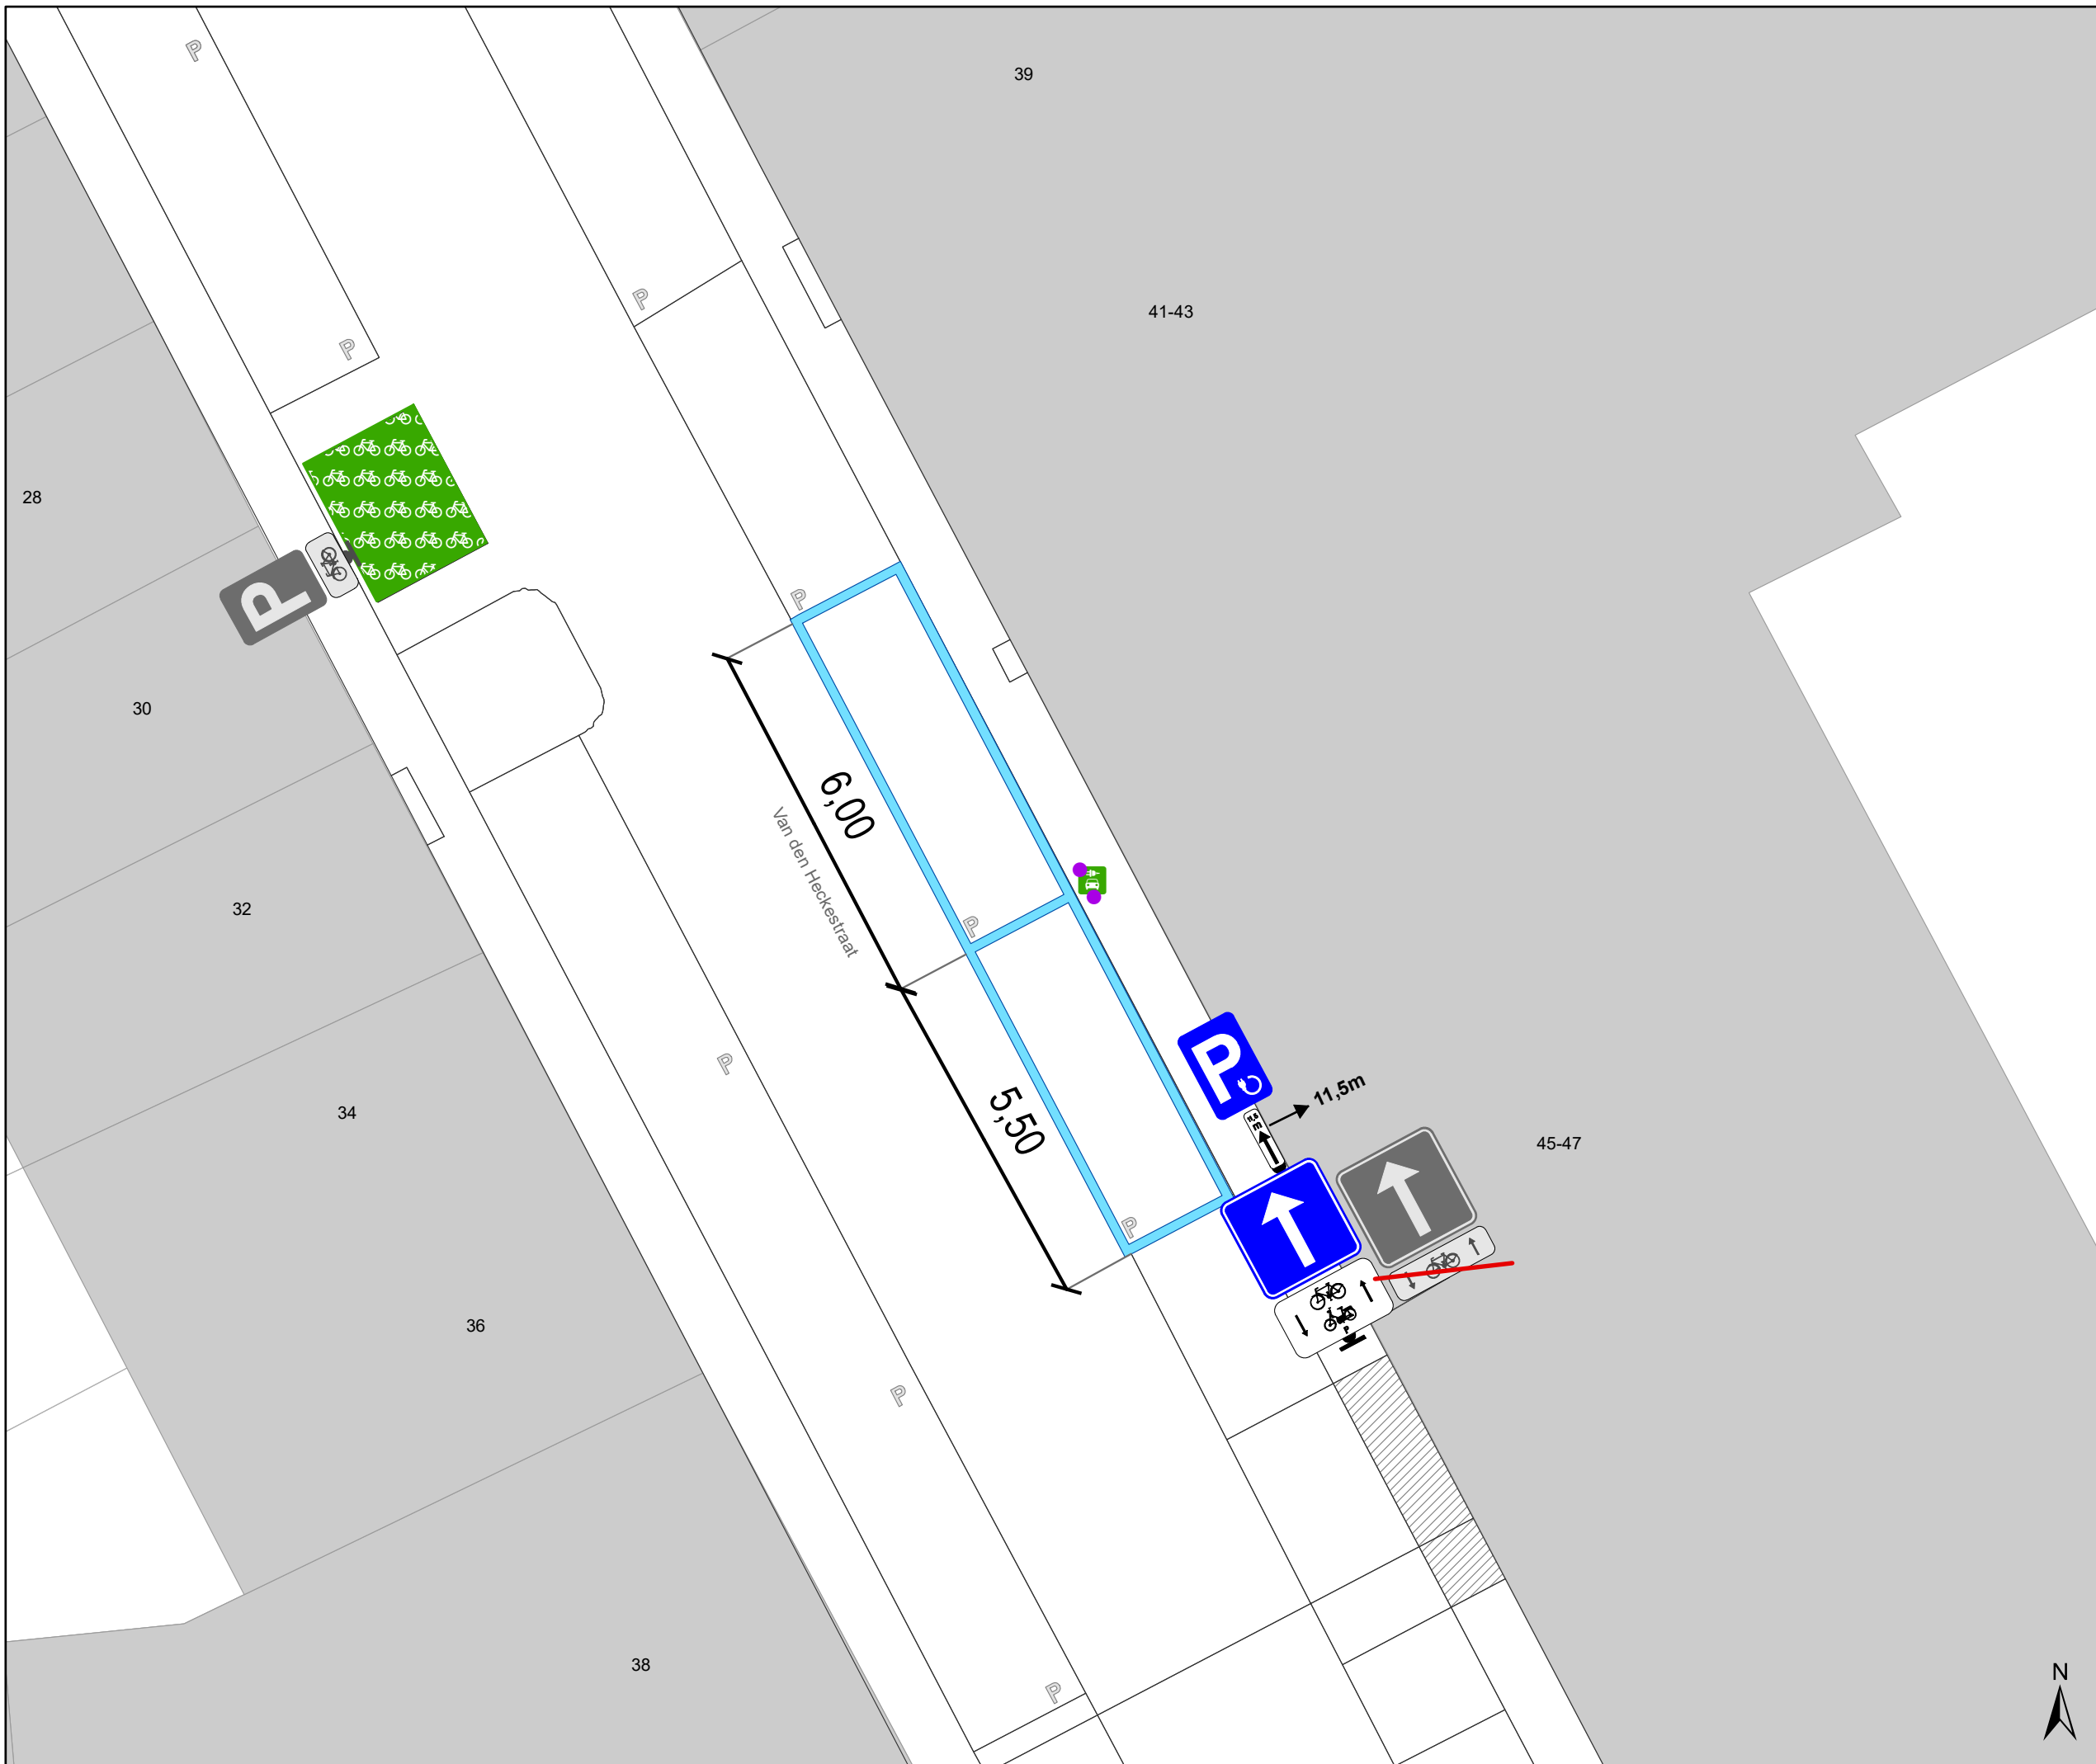 P
39
41-43
P
P
28
P
P
30
6,00
Van den Heckestraat
32
P
P
P
5,50
11,5m
34
45-47
P
36
P
38
P
N